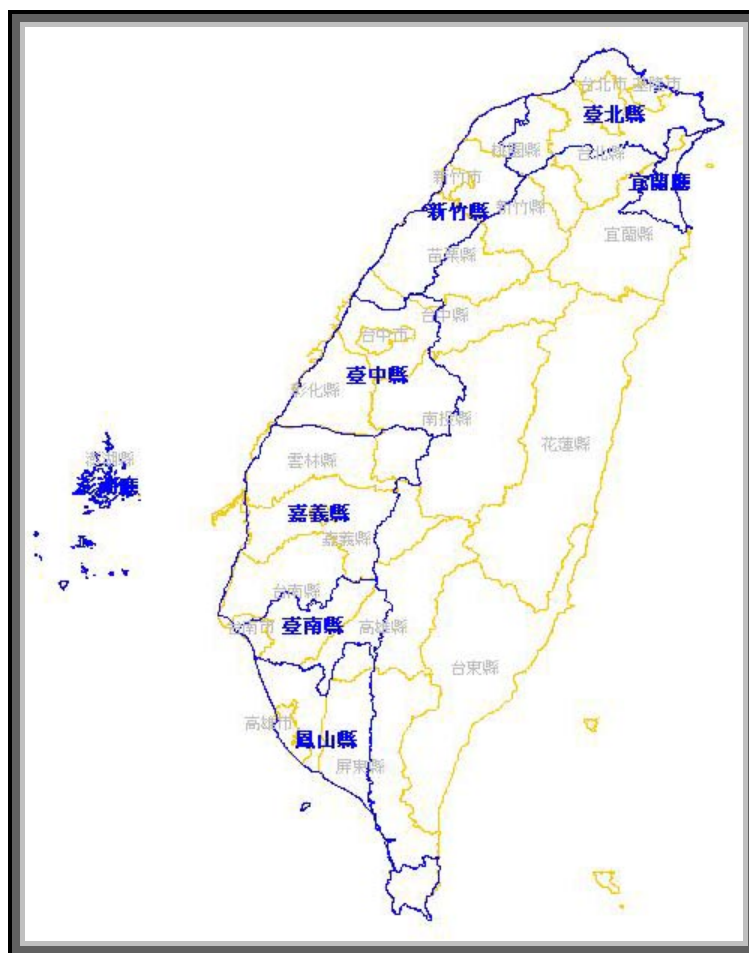 台北市
基隆市
臺北縣
桃園縣
台北縣
新竹市
宜蘭廳
新竹縣
新竹縣
宜蘭縣
苗栗縣
台中縣
台中市
臺中縣
彰化縣
南投縣
花蓮縣
雲林縣
澎湖縣
澎湖廳
嘉義縣
嘉義縣
台南縣
台南市
臺南縣
高雄縣
台東縣
高雄市
鳳山縣
屏東縣